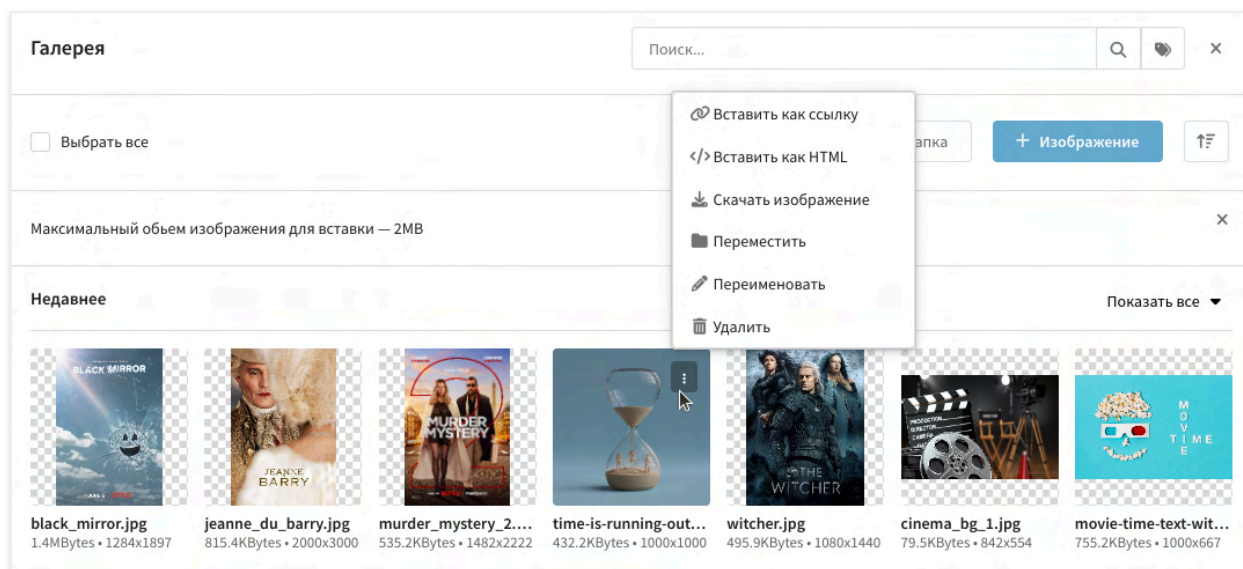 Галерея
Поиск...
Вставить как ссылку
Выбрать все
апка
+ Изображение
Вставить как HTML
Скачать изображение
Максимальный обьем изображения для вставки — 2MB
Переместить
Переименовать
Недавнее
Показать все
Удалить
BLACK MIRROR
JEANNE
BARRY
MURDER
MYSTERY
THE
WITCHER
PRODUCTION
DIRECTOR
CAMERA
MOVIE
TIME
black_mirror.jpg
jeanne_du_barry.jpg
murder_mystery_2....
time-is-running-out...
witcher.jpg
cinema_bg_1.jpg
movie-time-text-wit...
1.4MBytes • 1284x1897
815.4KBytes • 2000x3000
535.2KBytes • 1482x2222
432.2KBytes • 1000x1000
495.9KBytes • 1080x1440
79.5KBytes • 842x554
755.2KBytes • 1000x667